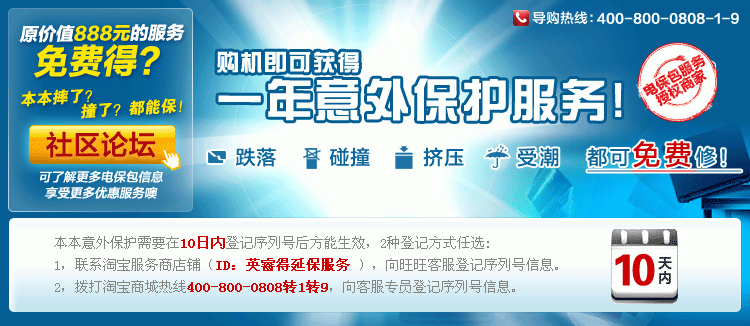 导购热线：400-800-0808-1-9
原价值888元的服务
免费得？
本本摔了？
撞了？都能保！
社区论坛
可了解更多电保包信息
享受更多优惠服务噢
购机即可获得
一年意外保护服务！
电保包服务
授权商家
跌落 碰撞 挤压 受潮 都可免费修！
本本意外保护需要在10日内登记序列号后方能生效，2种登记方式任选：
1，联系淘宝服务商店铺（ID：英睿得延保服务 ），向旺旺客服登记序列号信息。
2，拨打淘宝商城热线400-800-0808转1转9，向客服专员登记序列号信息。
10天内